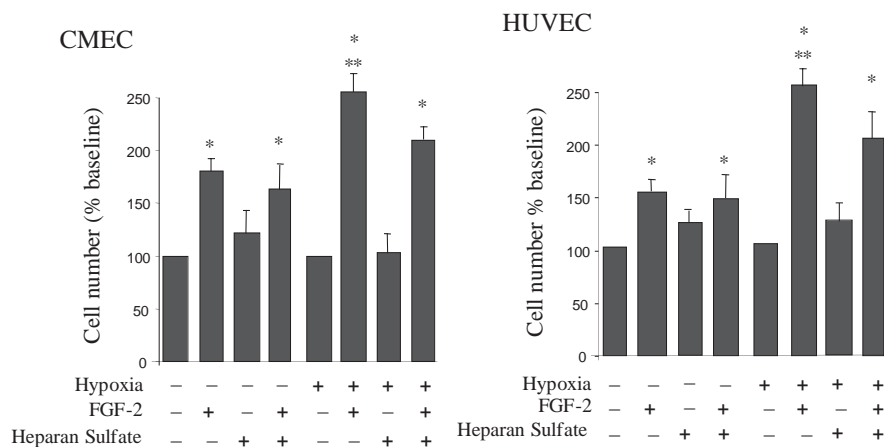 CMEC
Cell number (% baseline)
250
200
150
100
50
0
*
*
*
**
*
Hypoxia − − − − + + + +
FGF-2 − + − + − + − +
Heparan Sulfate − − + + − − + +
HUVEC
Cell number % baseline)
250
200
150
100
50
0
*
*
*
**
*
Hypoxia − − − − + + + +
FGF-2 − + − + − + − +
Heparan Sulfate − − + + − − + +